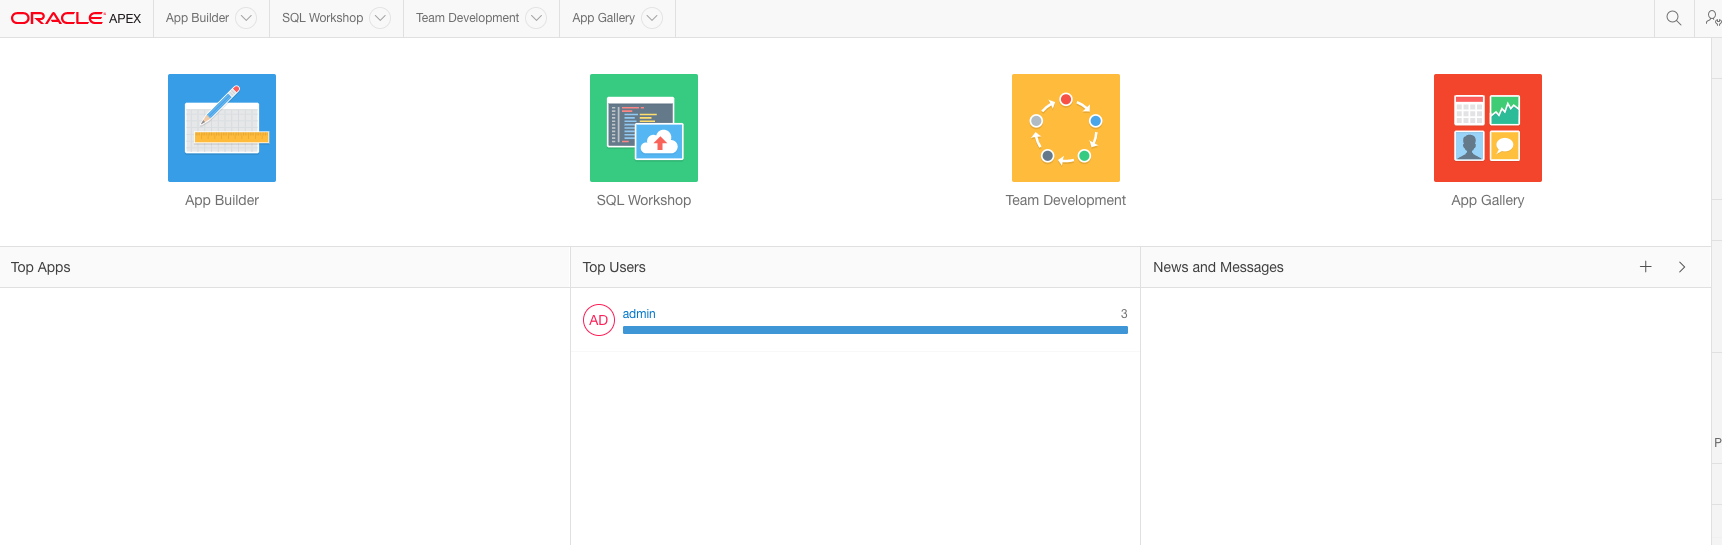 ORACLE APEX
App Builder
SQL Workshop
Team Development
App Gallery
App Builder
SQL Workshop
Team Development
App Gallery
Top Apps
Top Users
News and Messages
AD
admin
3
P